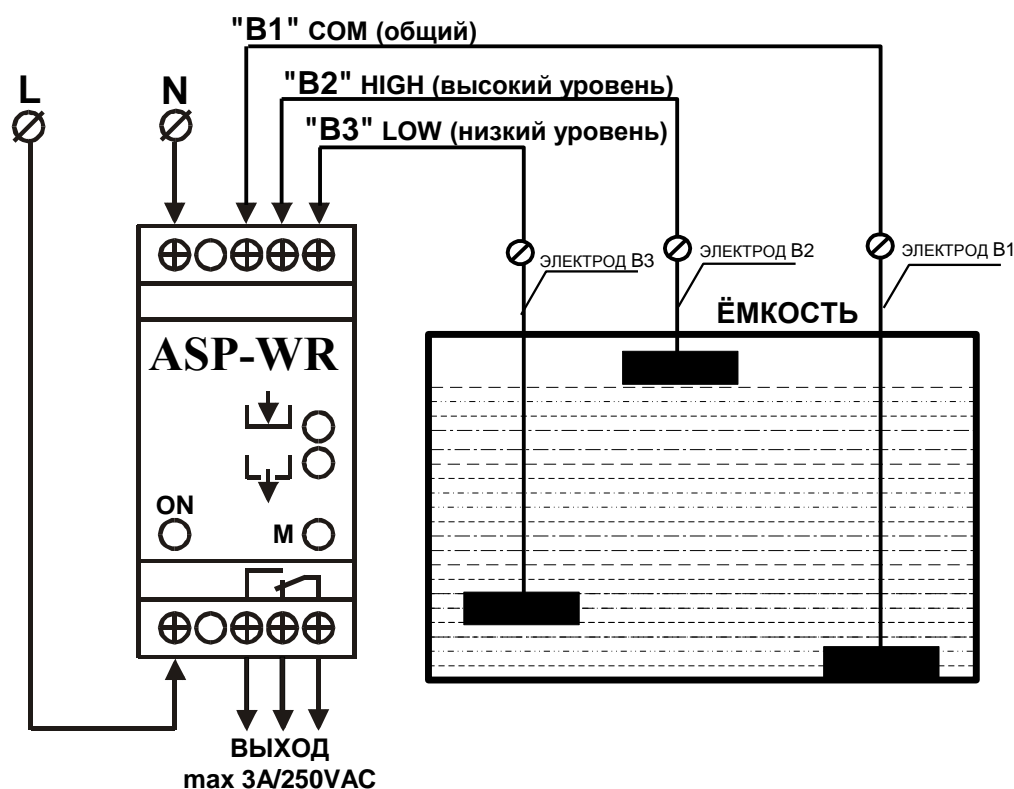 "B1" COM (общий)
L
N
"B2" HIGH (высокий уровень)
"B3" LOW (низкий уровень)
ЭЛЕКТРОД B3
ЭЛЕКТРОД B2
ЭЛЕКТРОД B1
ЁМКОСТЬ
ASP-WR
ON
M
ВЫХОД
max 3A/250VAC